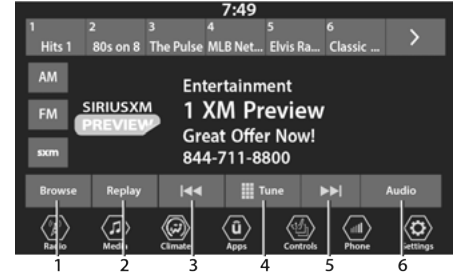 7:49
1 2 3 4 5 6
Hits 1 80s on 8 The Pulse MLB Net... Elvis Ra... Classic ...
AM
FM
sxm
SIRIUSXM
PREVIEW
Entertainment
1 XM Preview
Great Offer Now!
844-711-8800
Browse Replay Tune Audio
Radio Media Climate Apps Controls Phone Settings
1 2 3 4 5 6